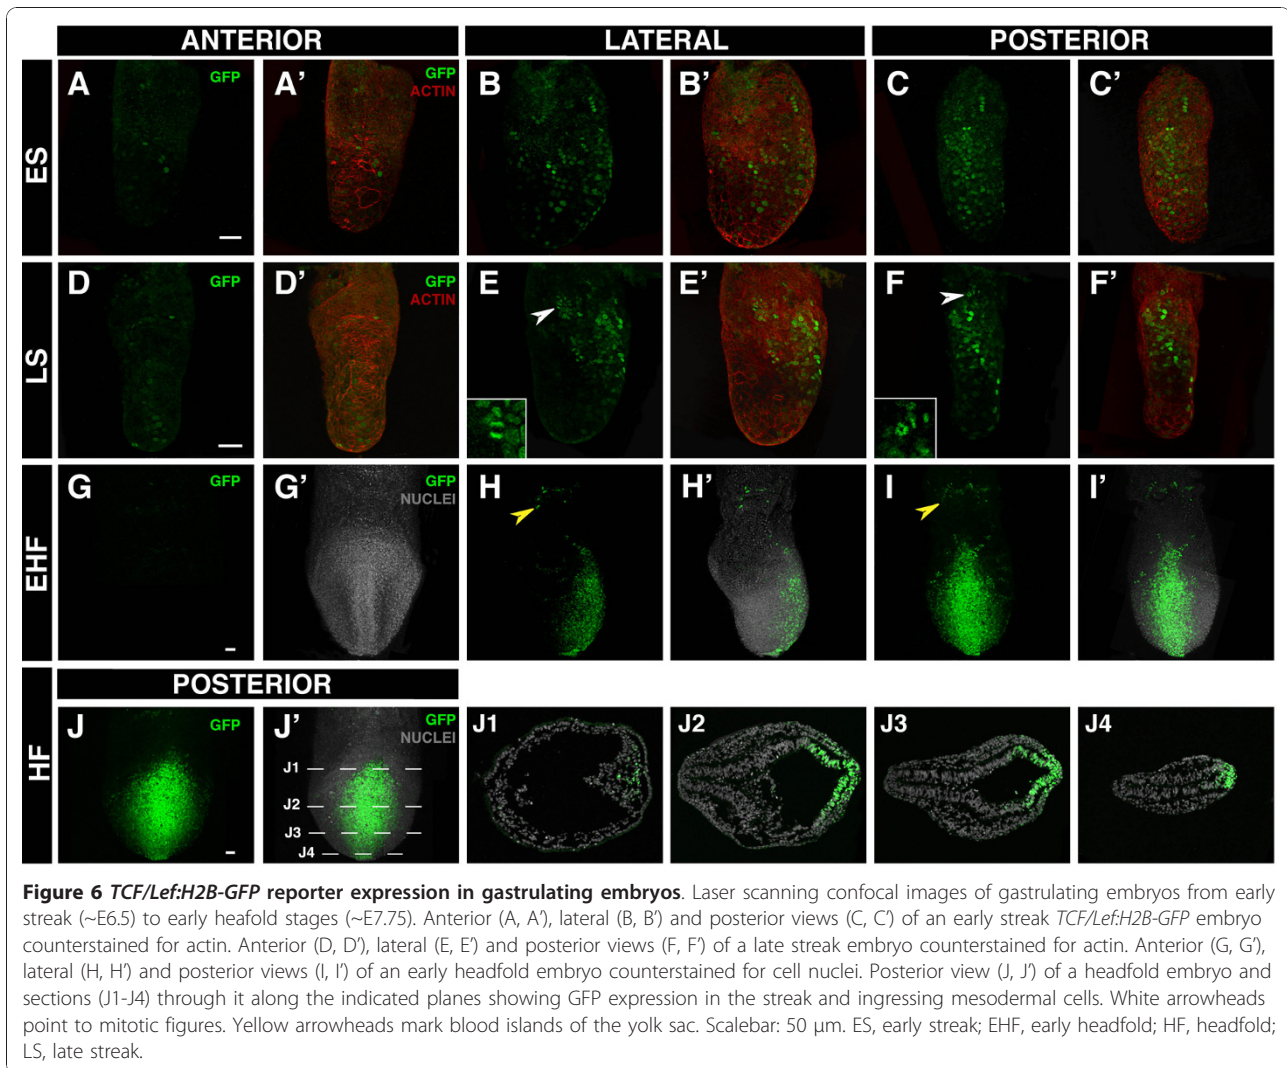 ANTERIOR LATERAL POSTERIOR
ES
A GFP A’ GFP ACTIN B B’ C C’
LS
D GFP D’ GFP ACTIN E E’ F F’
EHF
G GFP G’ GFP NUCLEI H H’ I I’
POSTERIOR
HF
J GFP J’ GFP NUCLEI J1 J2 J3 J4
J1
J2
J3
J4
Figure 6 TCF/Lef:H2B-GFP reporter expression in gastrulating embryos. Laser scanning confocal images of gastrulating embryos from early
streak (~E6.5) to early heafold stages (~E7.75). Anterior (A, A’), lateral (B, B’) and posterior views (C, C’) of an early streak TCF/Lef:H2B-GFP embryo
counterstained for actin. Anterior (D, D’), lateral (E, E’) and posterior views (F, F’) of a late streak embryo counterstained for actin. Anterior (G, G’),
lateral (H, H’) and posterior views (I, I’) of an early headfold embryo counterstained for cell nuclei. Posterior view (J, J’) of a headfold embryo and
sections (J1-J4) through it along the indicated planes showing GFP expression in the streak and ingressing mesodermal cells. White arrowheads
point to mitotic figures. Yellow arrowheads mark blood islands of the yolk sac. Scalebar: 50 μm. ES, early streak; EHF, early headfold; HF, headfold;
LS, late streak.